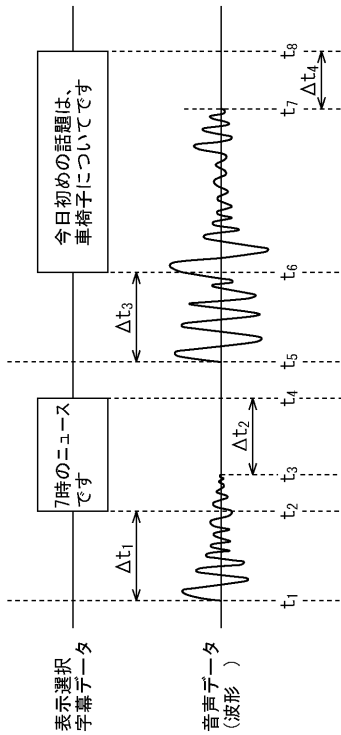 表示選択
字幕データ
7時のニュース
です
今日初めの話題は、
車椅子についてです
Δt1
Δt3
音声データ
(波形 )
Δt2
Δt4
t1
t2
t3
t4
t5
t6
t7
t8